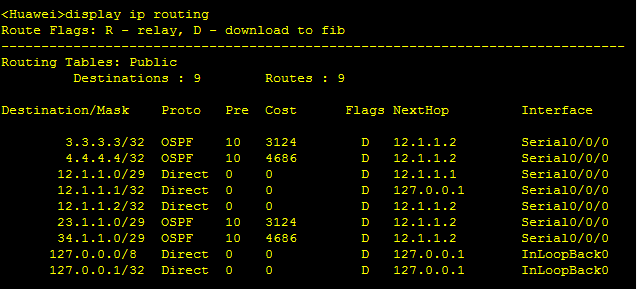 <Huawei>display ip routing
Route Flags: R - relay, D - download to fib
------------------------------------------------------------------------------
Routing Tables: Public
         Destinations : 9        Routes : 9

Destination/Mask    Proto   Pre  Cost      Flags NextHop         Interface

        3.3.3.3/32  OSPF    10   3124        D   12.1.1.2        Serial0/0/0
        4.4.4.4/32  OSPF    10   4686        D   12.1.1.2        Serial0/0/0
       12.1.1.0/29  Direct  0    0           D   12.1.1.1        Serial0/0/0
       12.1.1.1/32  Direct  0    0           D   127.0.0.1       Serial0/0/0
       12.1.1.2/32  Direct  0    0           D   12.1.1.2        Serial0/0/0
       23.1.1.0/29  OSPF    10   3124        D   12.1.1.2        Serial0/0/0
       34.1.1.0/29  OSPF    10   4686        D   12.1.1.2        Serial0/0/0
      127.0.0.0/8   Direct  0    0           D   127.0.0.1       InLoopBack0
      127.0.0.1/32  Direct  0    0           D   127.0.0.1       InLoopBack0